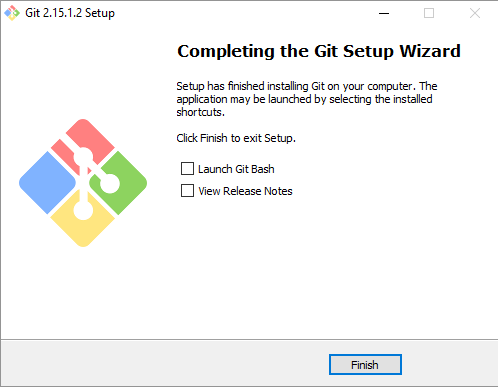 Git 2.15.1.2 Setup
Completing the Git Setup Wizard
Setup has finished installing Git on your computer. The
application may be launched by selecting the installed
shortcuts.
Click Finish to exit Setup.
Launch Git Bash
View Release Notes
Finish